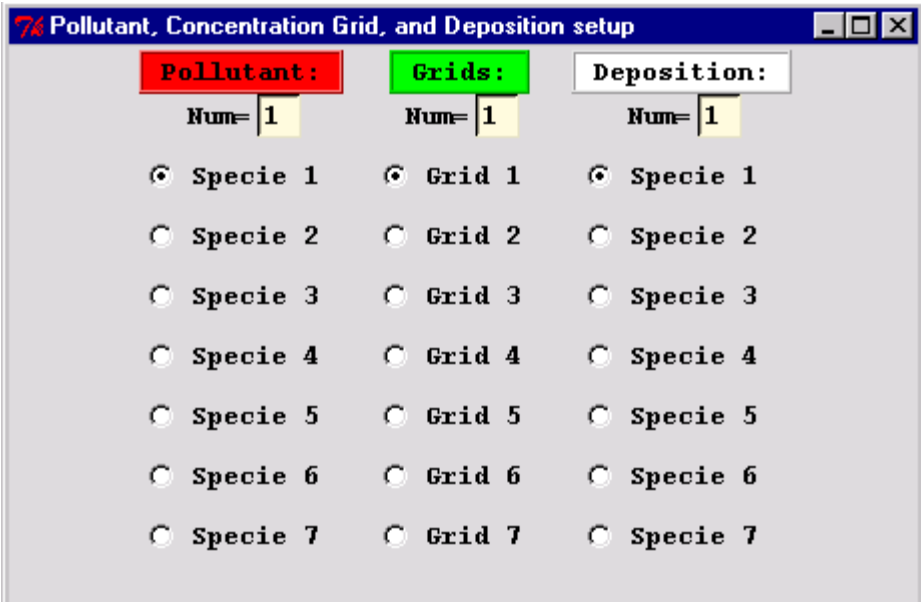 7k Pollutant, Concentration Grid, and Deposition setup
Pollutant: Grids: Deposition:
Num= 1 Num= 1 Num= 1
Specie 1 Grid 1 Specie 1
Specie 2 Grid 2 Specie 2
Specie 3 Grid 3 Specie 3
Specie 4 Grid 4 Specie 4
Specie 5 Grid 5 Specie 5
Specie 6 Grid 6 Specie 6
Specie 7 Grid 7 Specie 7